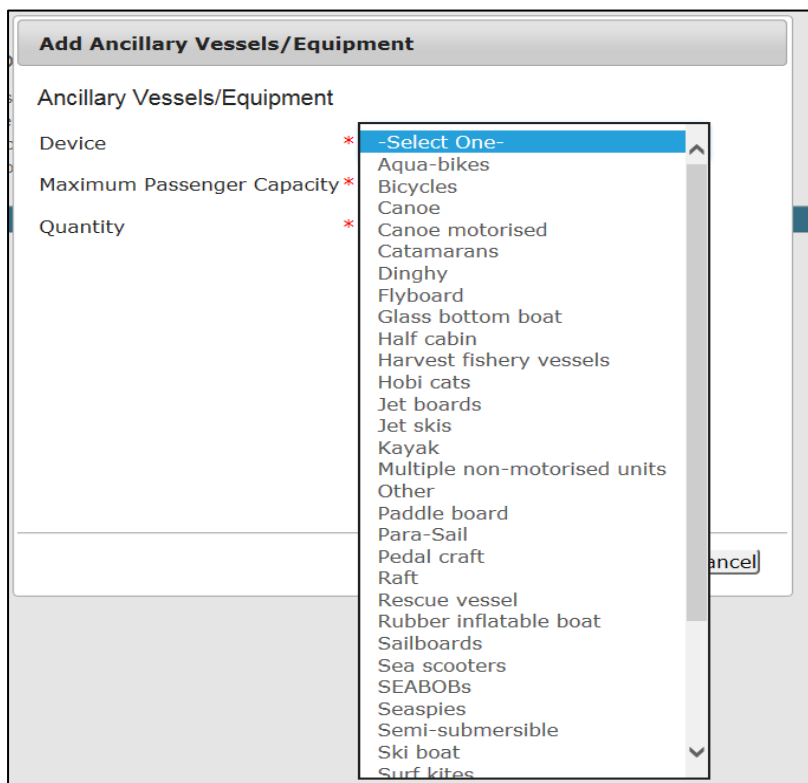 Add Ancillary Vessels/Equipment
Ancillary Vessels/Equipment
Device *
Maximum Passenger Capacity *
Quantity *
-Select One-
Aqua-bikes
Bicycles
Canoe
Canoe motorised
Catamarans
Dinghy
Flyboard
Glass bottom boat
Half cabin
Harvest fishery vessels
Hobi cats
Jet boards
Jet skis
Kayak
Multiple non-motorised units
Other
Paddle board
Para-Sail
Pedal craft
Raft
Rescue vessel
Rubber inflatable boat
Sailboards
Sea scooters
SEABOBs
Seaspies
Semi-submersible
Ski boat
Surf kites
ancel